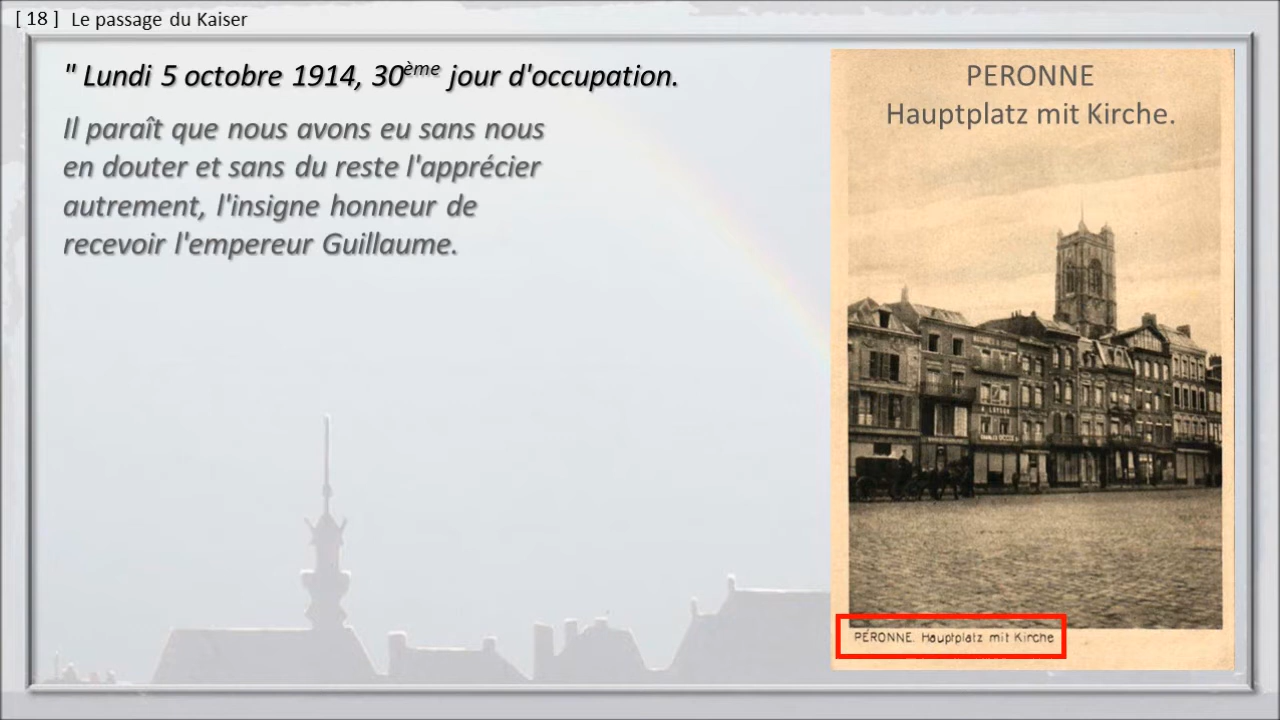 [ 18 ] Le passage du Kaiser
" Lundi 5 octobre 1914, 30ème jour d'occupation.
Il paraît que nous avons eu sans nous
en douter et sans du reste l'apprécier
autrement, l'insigne honneur de
recevoir l'empereur Guillaume.
PERONNE
Hauptplatz mit Kirche.
PÉRONNE. Hauptplatz mit Kirche